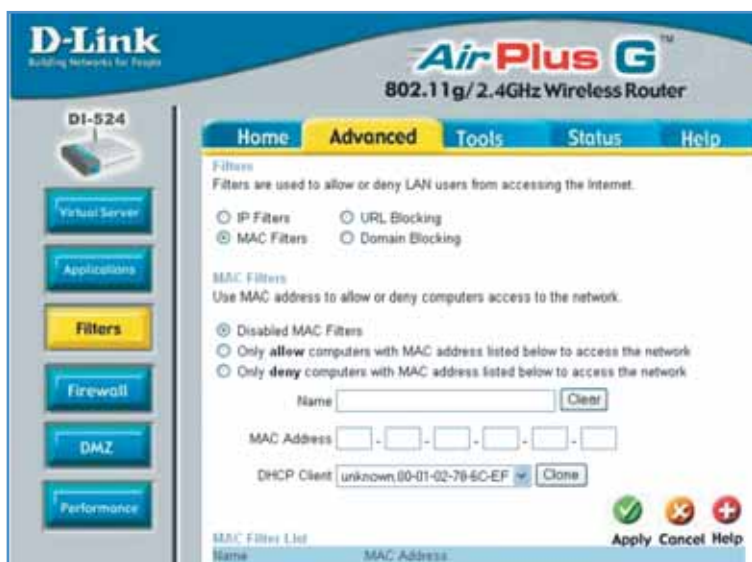 D-Link
Building Networks for People
AirPlus G™
802.11g/2.4GHz Wireless Router
DI-524
Home Advanced Tools Status Help
Virtual Server
Applications
Filters
Firewall
DMZ
Performance
Filters
Filters are used to allow or deny LAN users from accessing the Internet.
IP Filters URL Blocking
MAC Filters Domain Blocking
MAC Filters
Use MAC address to allow or deny computers access to the network.
Disabled MAC Filters
Only allow computers with MAC address listed below to access the network
Only deny computers with MAC address listed below to access the network
Name Clear
MAC Address - - - - -
DHCP Client unknown,00-01-02-78-6C-EF Clone
Apply Cancel Help
MAC Filter List
Name MAC Address